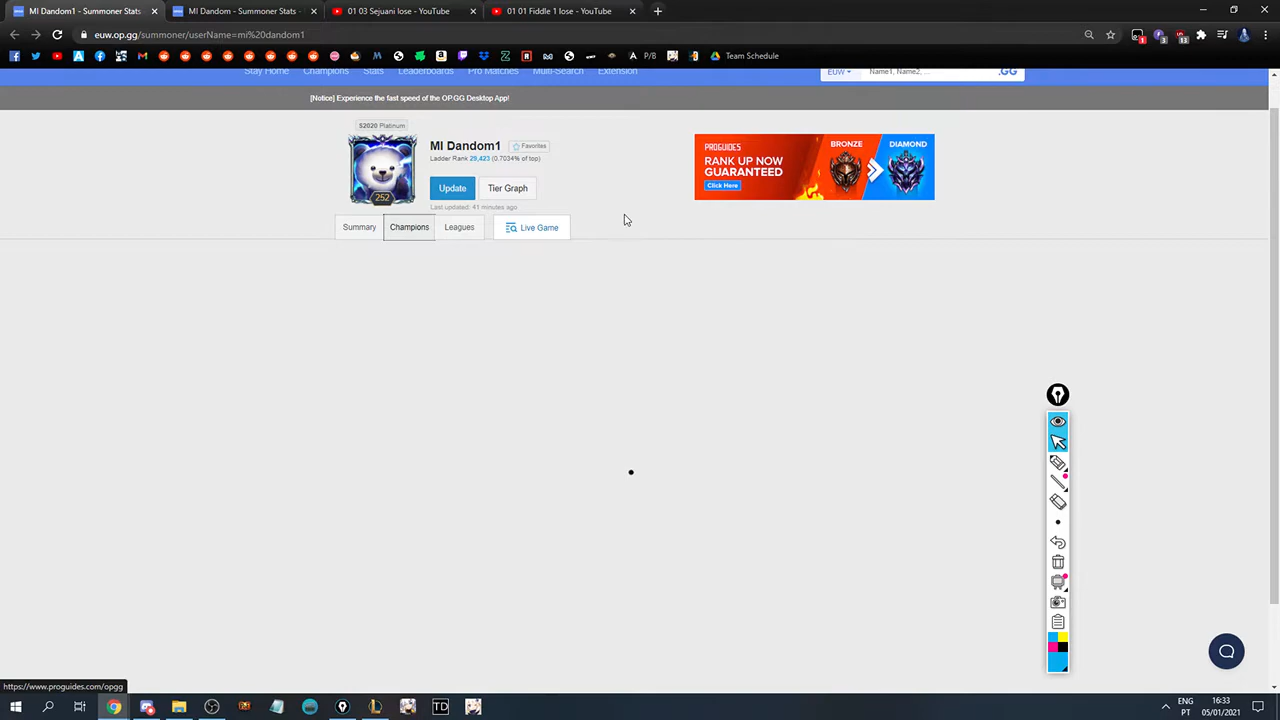 MI Dandom1 - Summoner Stats
MI Dandom - Summoner Stats -
01 03 Sejuani lose - YouTube
01 01 Fiddle 1 lose - YouTube
euw.op.gg/summoner/userName=mi%20dandom1
P/B
Team Schedule
Stay Home
Champions
Stats
Leaderboards
Pro Matches
Multi-Search
Extension
EUW
Name1, Name2, ...
.GG
[Notice] Experience the fast speed of the OP.GG Desktop App!
S2020 Platinum
MI Dandom1
Favorites
Ladder Rank 29,423 (0.7034% of top)
252
Update
Tier Graph
Last updated: 41 minutes ago
PROGUIDES
RANK UP NOW
GUARANTEED
Click Here
BRONZE
DIAMOND
Summary
Champions
Leagues
Live Game
https://www.proguides.com/opgg
TD
ENG
PT
16:33
05/01/2021